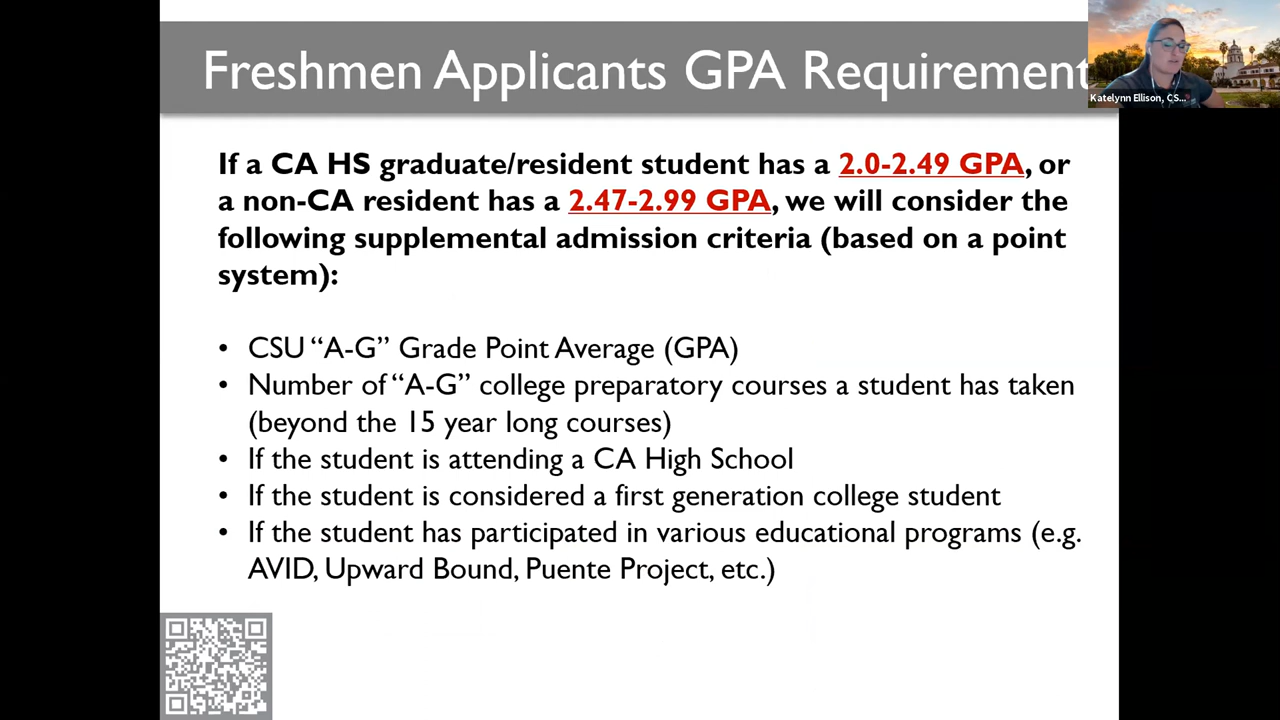 Freshmen Applicants GPA Requirement
Katelynn Ellison, CS...
If a CA HS graduate/resident student has a 2.0-2.49 GPA, or
a non-CA resident has a 2.47-2.99 GPA, we will consider the
following supplemental admission criteria (based on a point
system):
• CSU “A-G” Grade Point Average (GPA)
• Number of “A-G” college preparatory courses a student has taken
(beyond the 15 year long courses)
• If the student is attending a CA High School
• If the student is considered a first generation college student
• If the student has participated in various educational programs (e.g.
AVID, Upward Bound, Puente Project, etc.)